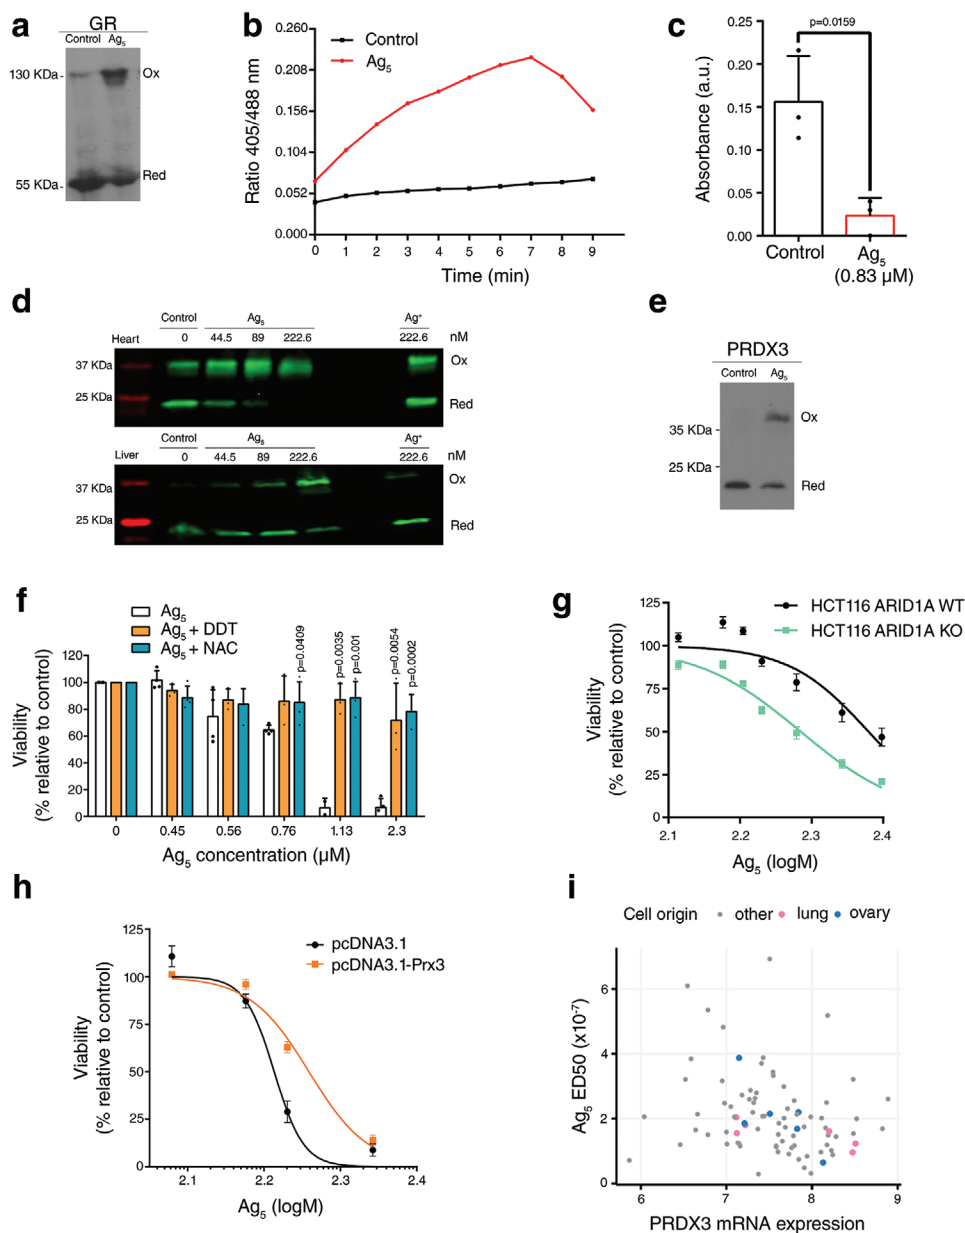 a
GR
Control Ag5
130 KDa
Ox
55 KDa
Red
b
Control
Ag5
Ratio 405/488 nm
0.260
0.208
0.156
0.104
0.052
0.000
0 1 2 3 4 5 6 7 8 9
Time (min)
c
p=0.0159
Absorbance (a.u.)
0.25
0.20
0.15
0.10
0.05
0.00
Control Ag5
(0.83 µM)
d
Control Ag5 Ag+
Heart 0 44.5 89 222.6 222.6 nM
37 KDa
Ox
25 KDa
Red
Control Ag5 Ag+
Liver 0 44.5 89 222.6 222.6 nM
37 KDa
Ox
25 KDa
Red
e
PRDX3
Control Ag5
Ox
35 KDa
25 KDa
Red
f
Ag5
Ag5 + DDT
Ag5 + NAC
Viability
(% relative to control)
120
100
80
60
40
20
0
p=0.0409
p=0.0035
p=0.001
p=0.0054
p=0.0002
0 0.45 0.56 0.76 1.13 2.3
Ag5 concentration (µM)
g
HCT116 ARID1A WT
HCT116 ARID1A KO
Viability
(% relative to control)
125
100
75
50
25
0
2.1 2.2 2.3 2.4
Ag5 (logM)
h
pcDNA3.1
pcDNA3.1-Prx3
Viability
(% relative to control)
125
100
75
50
25
0
2.1 2.2 2.3 2.4
Ag5 (logM)
i
Cell origin other lung ovary
Ag5 ED50 (x10-7)
6
4
2
0
6 7 8 9
PRDX3 mRNA expression